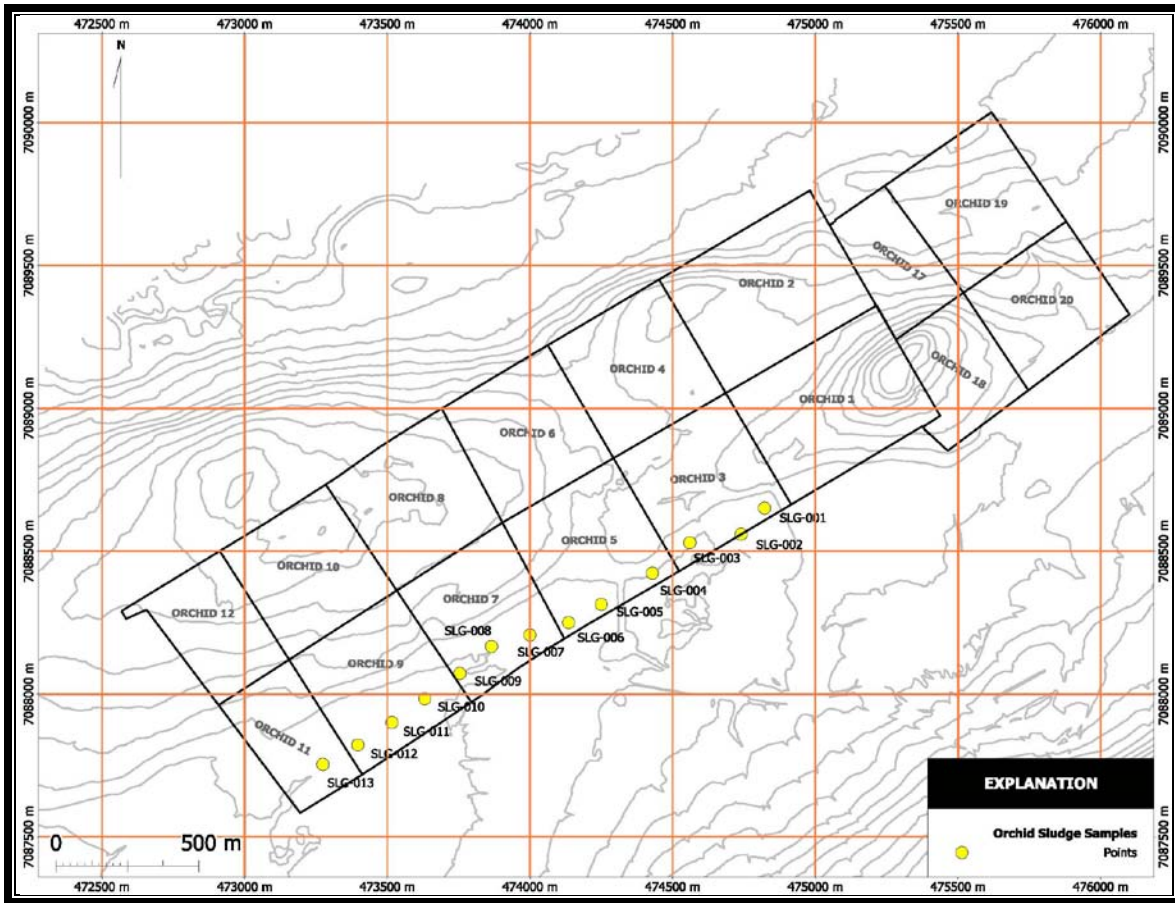 472500 m
473000 m
473500 m
474000 m
474500 m
475000 m
475500 m
476000 m
N
7090000 m
7090000 m
ORCHID 19
ORCHID 17
7089500 m
7089500 m
ORCHID 2
ORCHID 20
ORCHID 4
ORCHID 18
ORCHID 1
7089000 m
7089000 m
ORCHID 6
ORCHID 3
ORCHID 8
SLG-001
ORCHID 5
SLG-002
7088500 m
7088500 m
SLG-003
ORCHID 10
SLG-004
ORCHID 7
ORCHID 12
SLG-005
SLG-008
SLG-006
SLG-007
ORCHID 9
SLG-009
7088000 m
7088000 m
SLG-010
SLG-011
ORCHID 11
SLG-012
SLG-013
EXPLANATION
Orchid Sludge Samples
Points
7087500 m
7087500 m
0
500 m
472500 m
473000 m
473500 m
474000 m
474500 m
475000 m
475500 m
476000 m